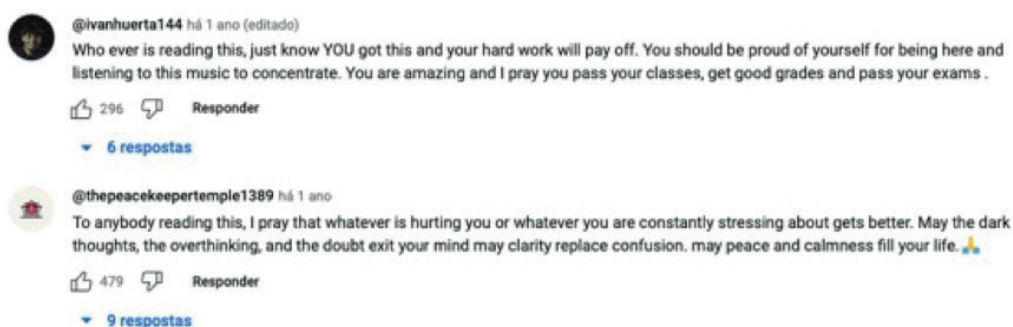 @ivanhuerta144 há 1 ano (editado)
Who ever is reading this, just know YOU got this and your hard work will pay off. You should be proud of yourself for being here and
listening to this music to concentrate. You are amazing and I pray you pass your classes, get good grades and pass your exams .
296 Responder
6 respostas
@thepeacekeepertemple1389 há 1 ano
To anybody reading this, I pray that whatever is hurting you or whatever you are constantly stressing about gets better. May the dark
thoughts, the overthinking, and the doubt exit your mind may clarity replace confusion. may peace and calmness fill your life. 🙏
479 Responder
9 respostas